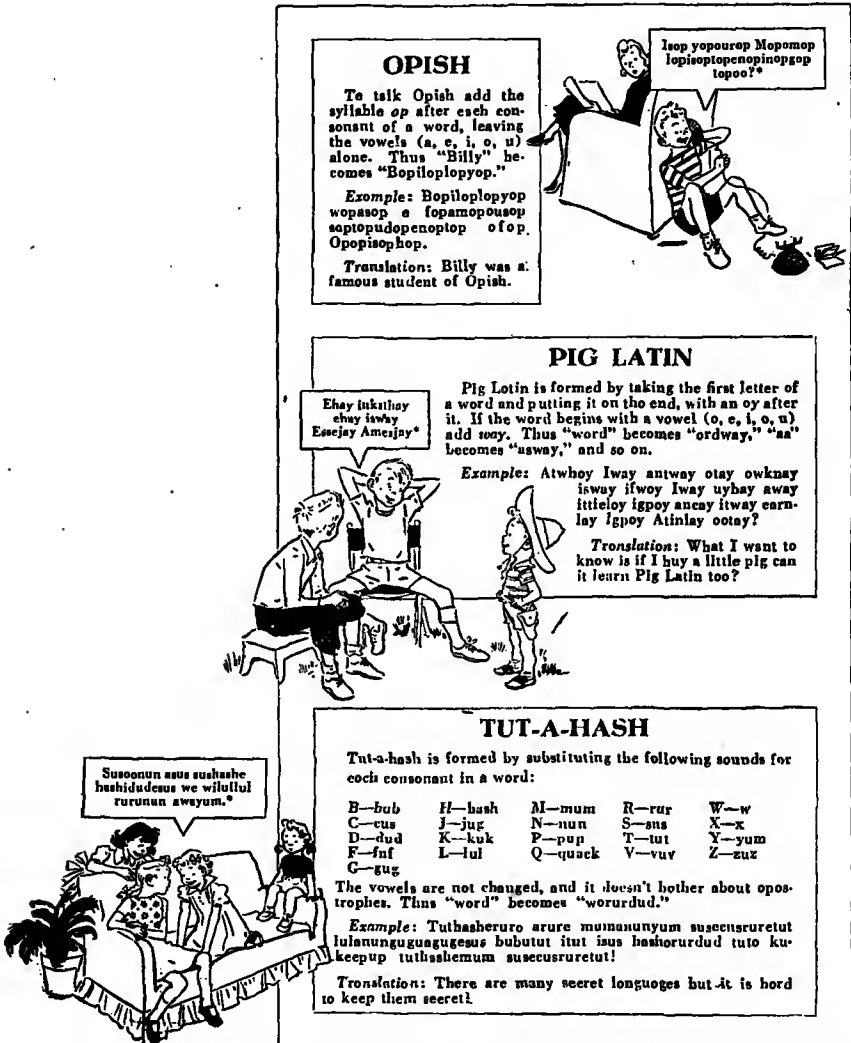 OPISH
To talk Opish add the
syllable op after each con-
sonant of a word, leaving
the vowels (a, e, i, o, u)
alone. Thus "Billy" be-
comes "Bopiloplopyop."
Example: Bopiloplopyop
wopasop a fopamopousop
soptopudopenoptop ofop
Opopisophop.
Translation: Billy was a
famous student of Opish.
Isop yopourop Mopomop
lopisoptopenopinopgop
topoo?*
PIG LATIN
Pig Lotin is formed by taking the first letter of
a word and putting it on the end, with an ay after
it. If the word begins with a vowel (o, e, i, o, u)
add way. Thus "word" becomes "ordway," "as"
becomes "asway," and so on.
Example: Atwhay Iway antway otay owknay
isway ifway Iway uybay away
ittlelay igpay ancay itway earn-
lay Igpay Atinlay ootay?
Translation: What I want to
know is if I buy a little pig can
it learn Pig Latin too?
Ehay inksthay
ehay isway
Essejay Amesjay*
TUT-A-HASH
Tut-a-hash is formed by substituting the following sounds for
each consonant in a word:
B—bub H—hash M—mum R—rur W—w
C—cus J—jug N—nun S—sus X—x
D—dud K—kuk P—pup T—tut Y—yum
F—fuf L—lul Q—quack V—vuv Z—zuz
G—gug
The vowels are not changed, and it doesn't bother about apos-
trophes. Thus "word" becomes "worurdud."
Example: Tuthasheruro arure mumanunyum susecusruretut
lulanunguguagugesus bubutut itut isus hashorurdud tuto ku-
keepup tuthashemum susecusruretut!
Translation: There are many secret longuoges but it is hord
to keep them secret!
Susoonun asus sushashe
hashidudesus we wilullul
rurunun awayum.*